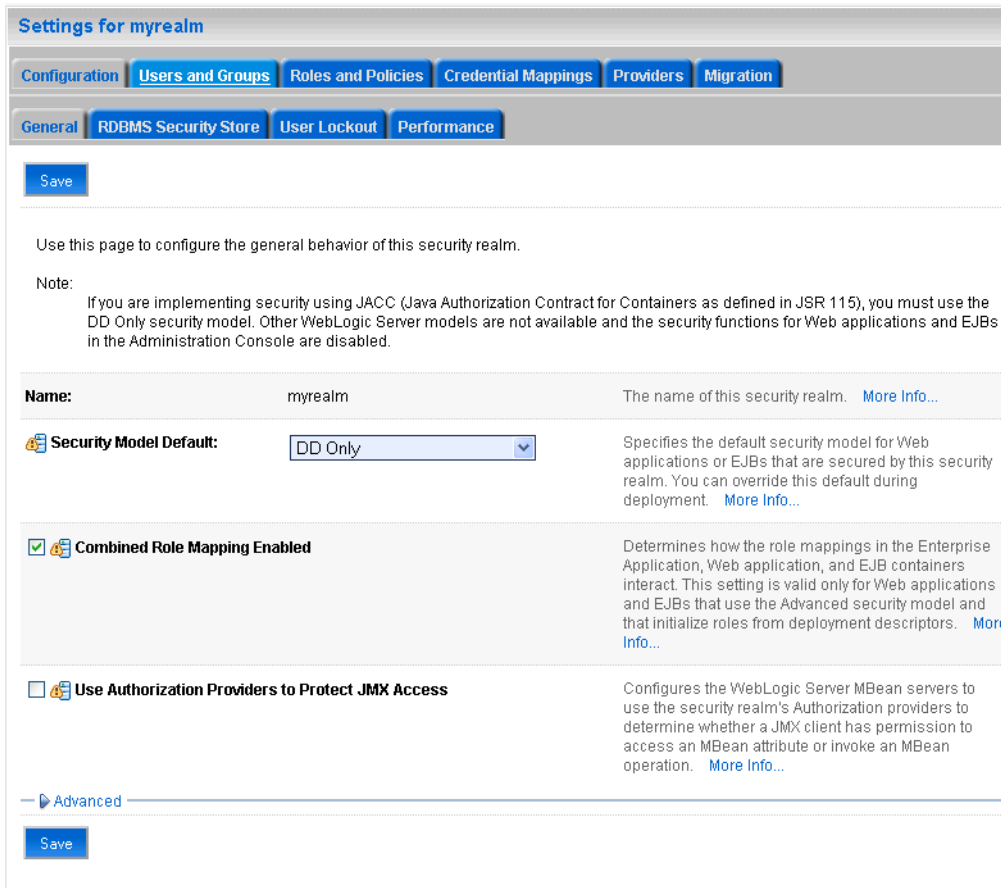 Settings for myrealm
Configuration Users and Groups Roles and Policies Credential Mappings Providers Migration
General RDBMS Security Store User Lockout Performance
Save
Use this page to configure the general behavior of this security realm.
Note:
If you are implementing security using JACC (Java Authorization Contract for Containers as defined in JSR 115), you must use the
DD Only security model. Other WebLogic Server models are not available and the security functions for Web applications and EJBs
in the Administration Console are disabled.
Name: myrealm The name of this security realm. More Info...
Security Model Default: DD Only Specifies the default security model for Web
applications or EJBs that are secured by this security
realm. You can override this default during
deployment. More Info...
Combined Role Mapping Enabled Determines how the role mappings in the Enterprise
Application, Web application, and EJB containers
interact. This setting is valid only for Web applications
and EJBs that use the Advanced security model and
that initialize roles from deployment descriptors. More
Info...
Use Authorization Providers to Protect JMX Access Configures the WebLogic Server MBean servers to
use the security realm's Authorization providers to
determine whether a JMX client has permission to
access an MBean attribute or invoke an MBean
operation. More Info...
Advanced
Save